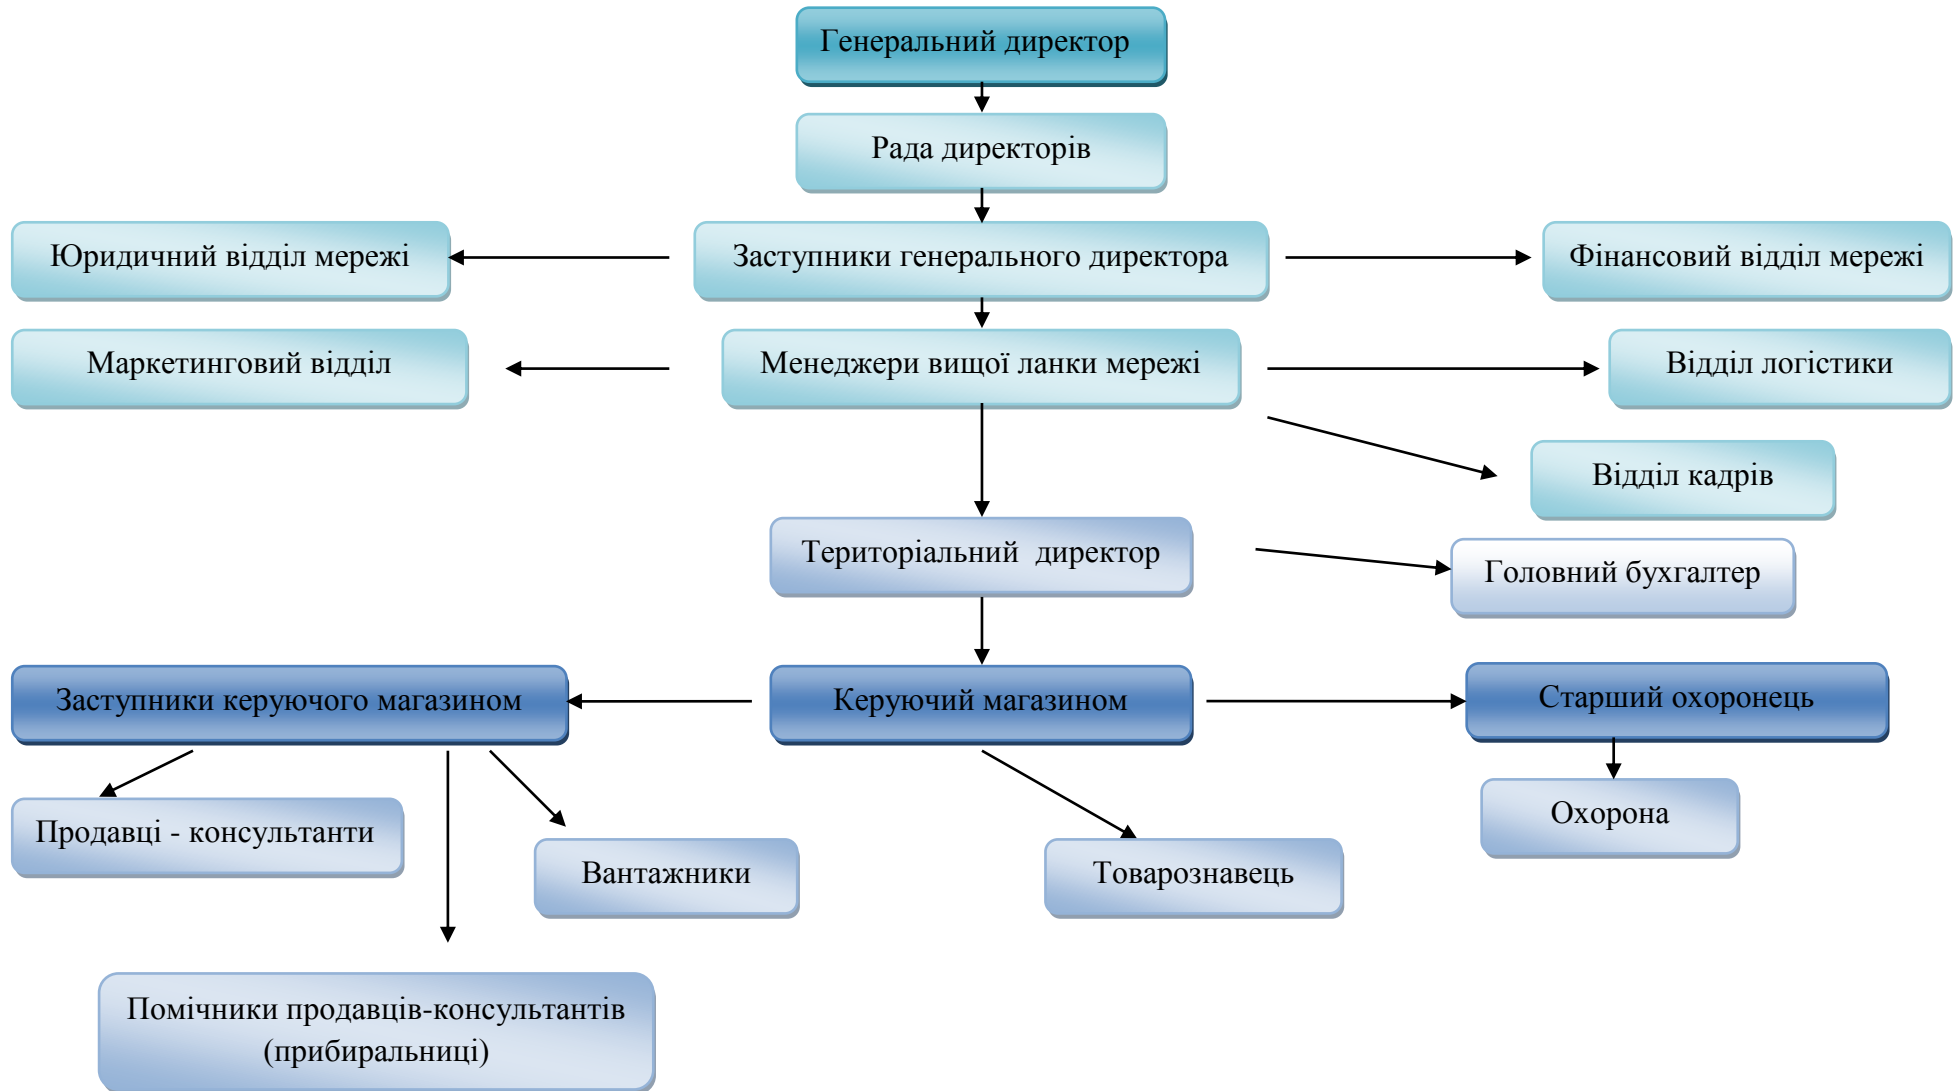 Генеральний директор
Рада директорів
Юридичний відділ мережі
Заступники генерального директора
Фінансовий відділ мережі
Маркетинговий відділ
Менеджери вищої ланки мережі
Відділ логістики
Відділ кадрів
Територіальний  директор
Головний бухгалтер
Заступники керуючого магазином
Керуючий магазином
Старший охоронець
Продавці - консультанти
Вантажники
Товарознавець
Охорона
Помічники продавців-консультантів
(прибиральниці)